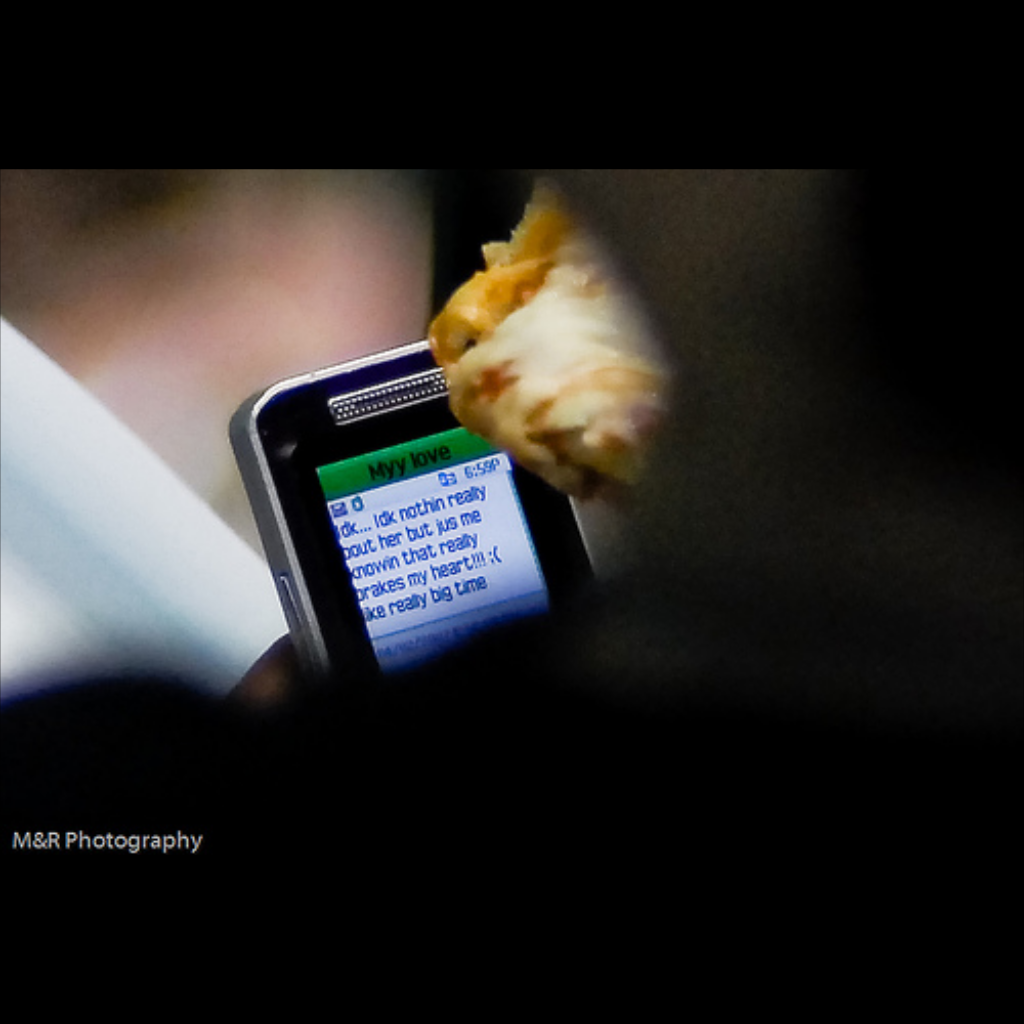 Myy love
6:59P
Idk... Idk nothin really
bout her but jus me
knowin that really
brakes my heart!!! :(
like really big time
M&R Photography